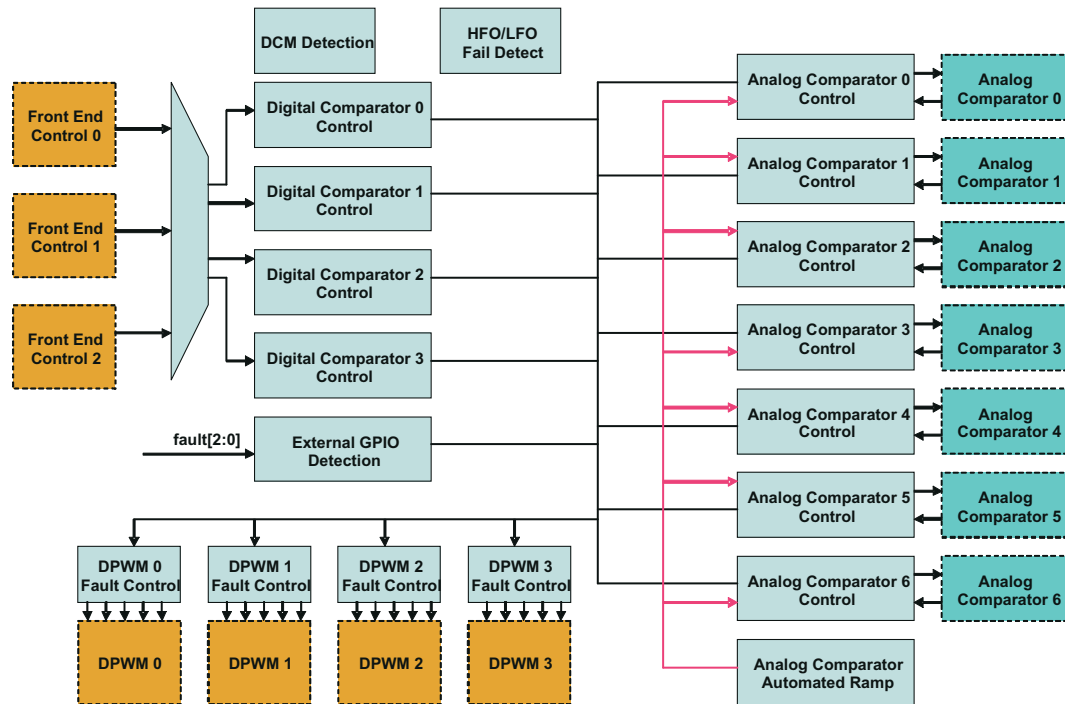 DCM Detection
HFO/LFO
Fail Detect
Front End
Control 0
Front End
Control 1
Front End
Control 2
Digital Comparator 0
Control
Digital Comparator 1
Control
Digital Comparator 2
Control
Digital Comparator 3
Control
fault[2:0]
External GPIO
Detection
Analog Comparator 0
Control
Analog
Comparator 0
Analog Comparator 1
Control
Analog
Comparator 1
Analog Comparator 2
Control
Analog
Comparator 2
Analog Comparator 3
Control
Analog
Comparator 3
Analog Comparator 4
Control
Analog
Comparator 4
Analog Comparator 5
Control
Analog
Comparator 5
Analog Comparator 6
Control
Analog
Comparator 6
Analog Comparator
Automated Ramp
DPWM 0
Fault Control
DPWM 1
Fault Control
DPWM 2
Fault Control
DPWM 3
Fault Control
DPWM 0
DPWM 1
DPWM 2
DPWM 3